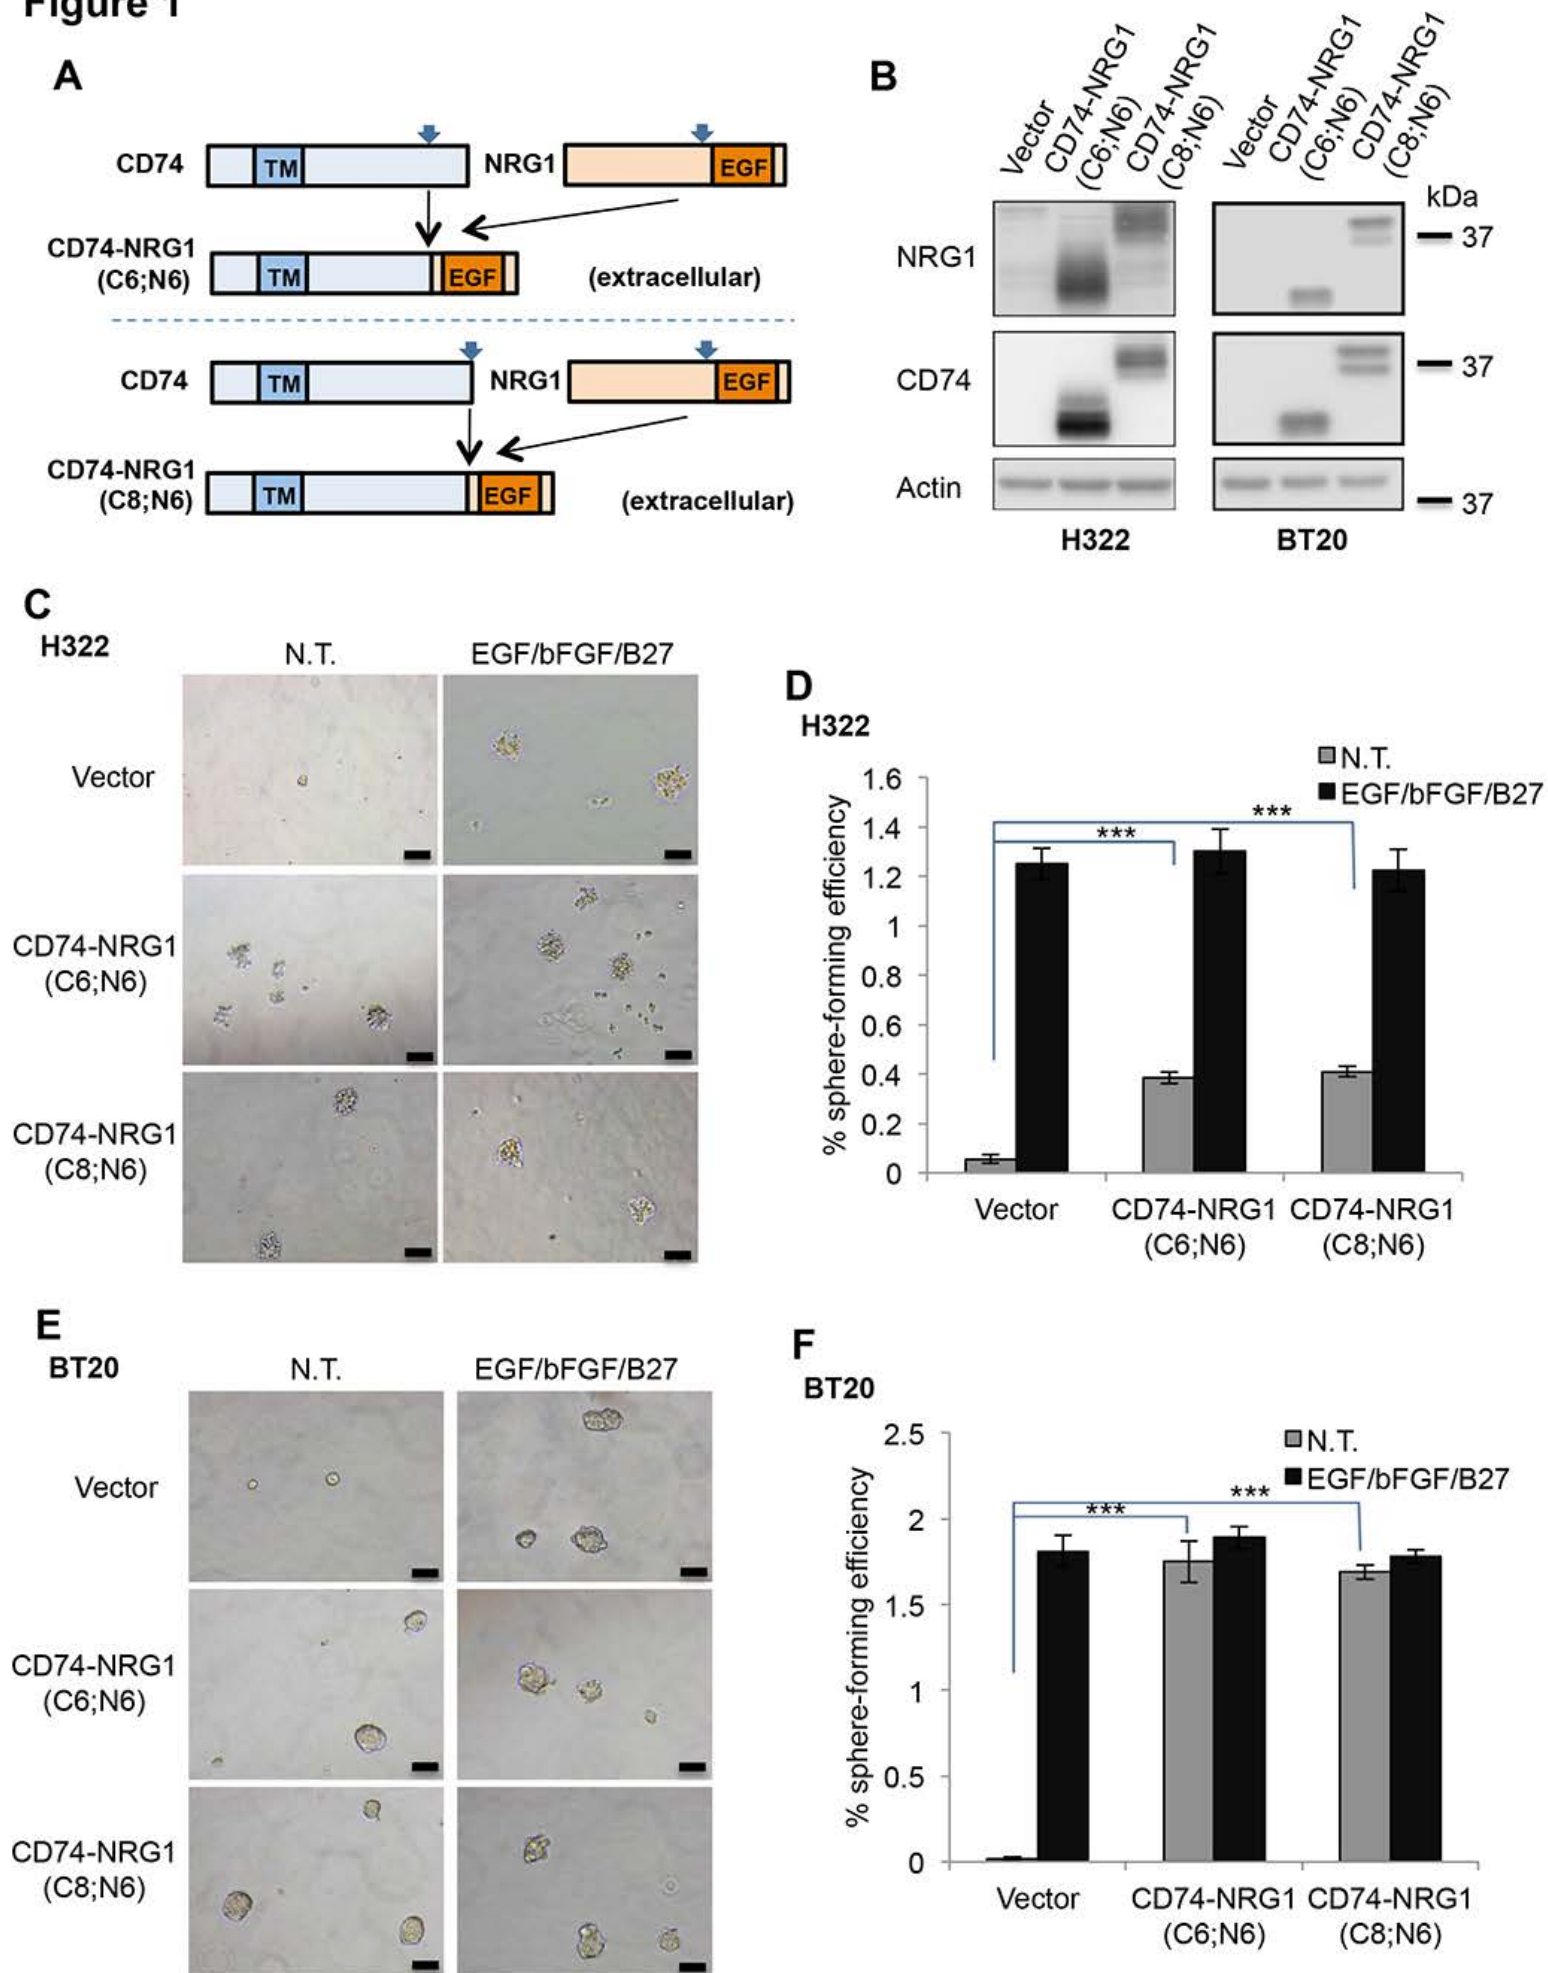 Figure 1
A
CD74
TM
NRG1
EGF
CD74-NRG1
(C6;N6)
TM
EGF
(extracellular)
CD74
TM
NRG1
EGF
CD74-NRG1
(C8;N6)
TM
EGF
(extracellular)
B
Vector
CD74-NRG1
(C6;N6)
CD74-NRG1
(C8;N6)
Vector
CD74-NRG1
(C6;N6)
CD74-NRG1
(C8;N6)
kDa
NRG1
37
CD74
37
Actin
37
H322
BT20
C
H322
N.T.
EGF/bFGF/B27
Vector
CD74-NRG1
(C6;N6)
CD74-NRG1
(C8;N6)
D
H322
N.T.
EGF/bFGF/B27
% sphere-forming efficiency
1.6
1.4
1.2
1
0.8
0.6
0.4
0.2
0
***
***
Vector
CD74-NRG1
(C6;N6)
CD74-NRG1
(C8;N6)
E
BT20
N.T.
EGF/bFGF/B27
Vector
CD74-NRG1
(C6;N6)
CD74-NRG1
(C8;N6)
F
BT20
N.T.
EGF/bFGF/B27
% sphere-forming efficiency
2.5
2
1.5
1
0.5
0
***
***
Vector
CD74-NRG1
(C6;N6)
CD74-NRG1
(C8;N6)